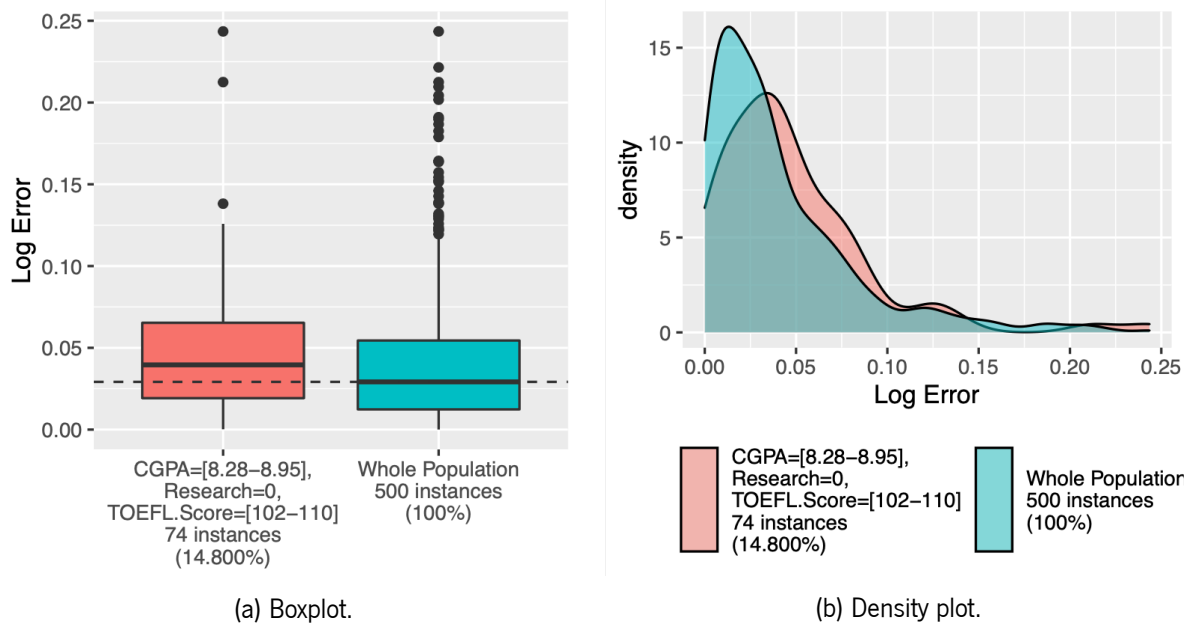 0.25
0.20
0.15
0.10
0.05
0.00
Log Error
CGPA=[8.28−8.95],
Research=0,
TOEFL.Score=[102−110]
74 instances
(14.800%)
Whole Population
500 instances
(100%)
(a) Boxplot.
15
10
5
0
density
0.00 0.05 0.10 0.15 0.20 0.25
Log Error
CGPA=[8.28−8.95],
Research=0,
TOEFL.Score=[102−110]
74 instances
(14.800%)
Whole Population
500 instances
(100%)
(b) Density plot.